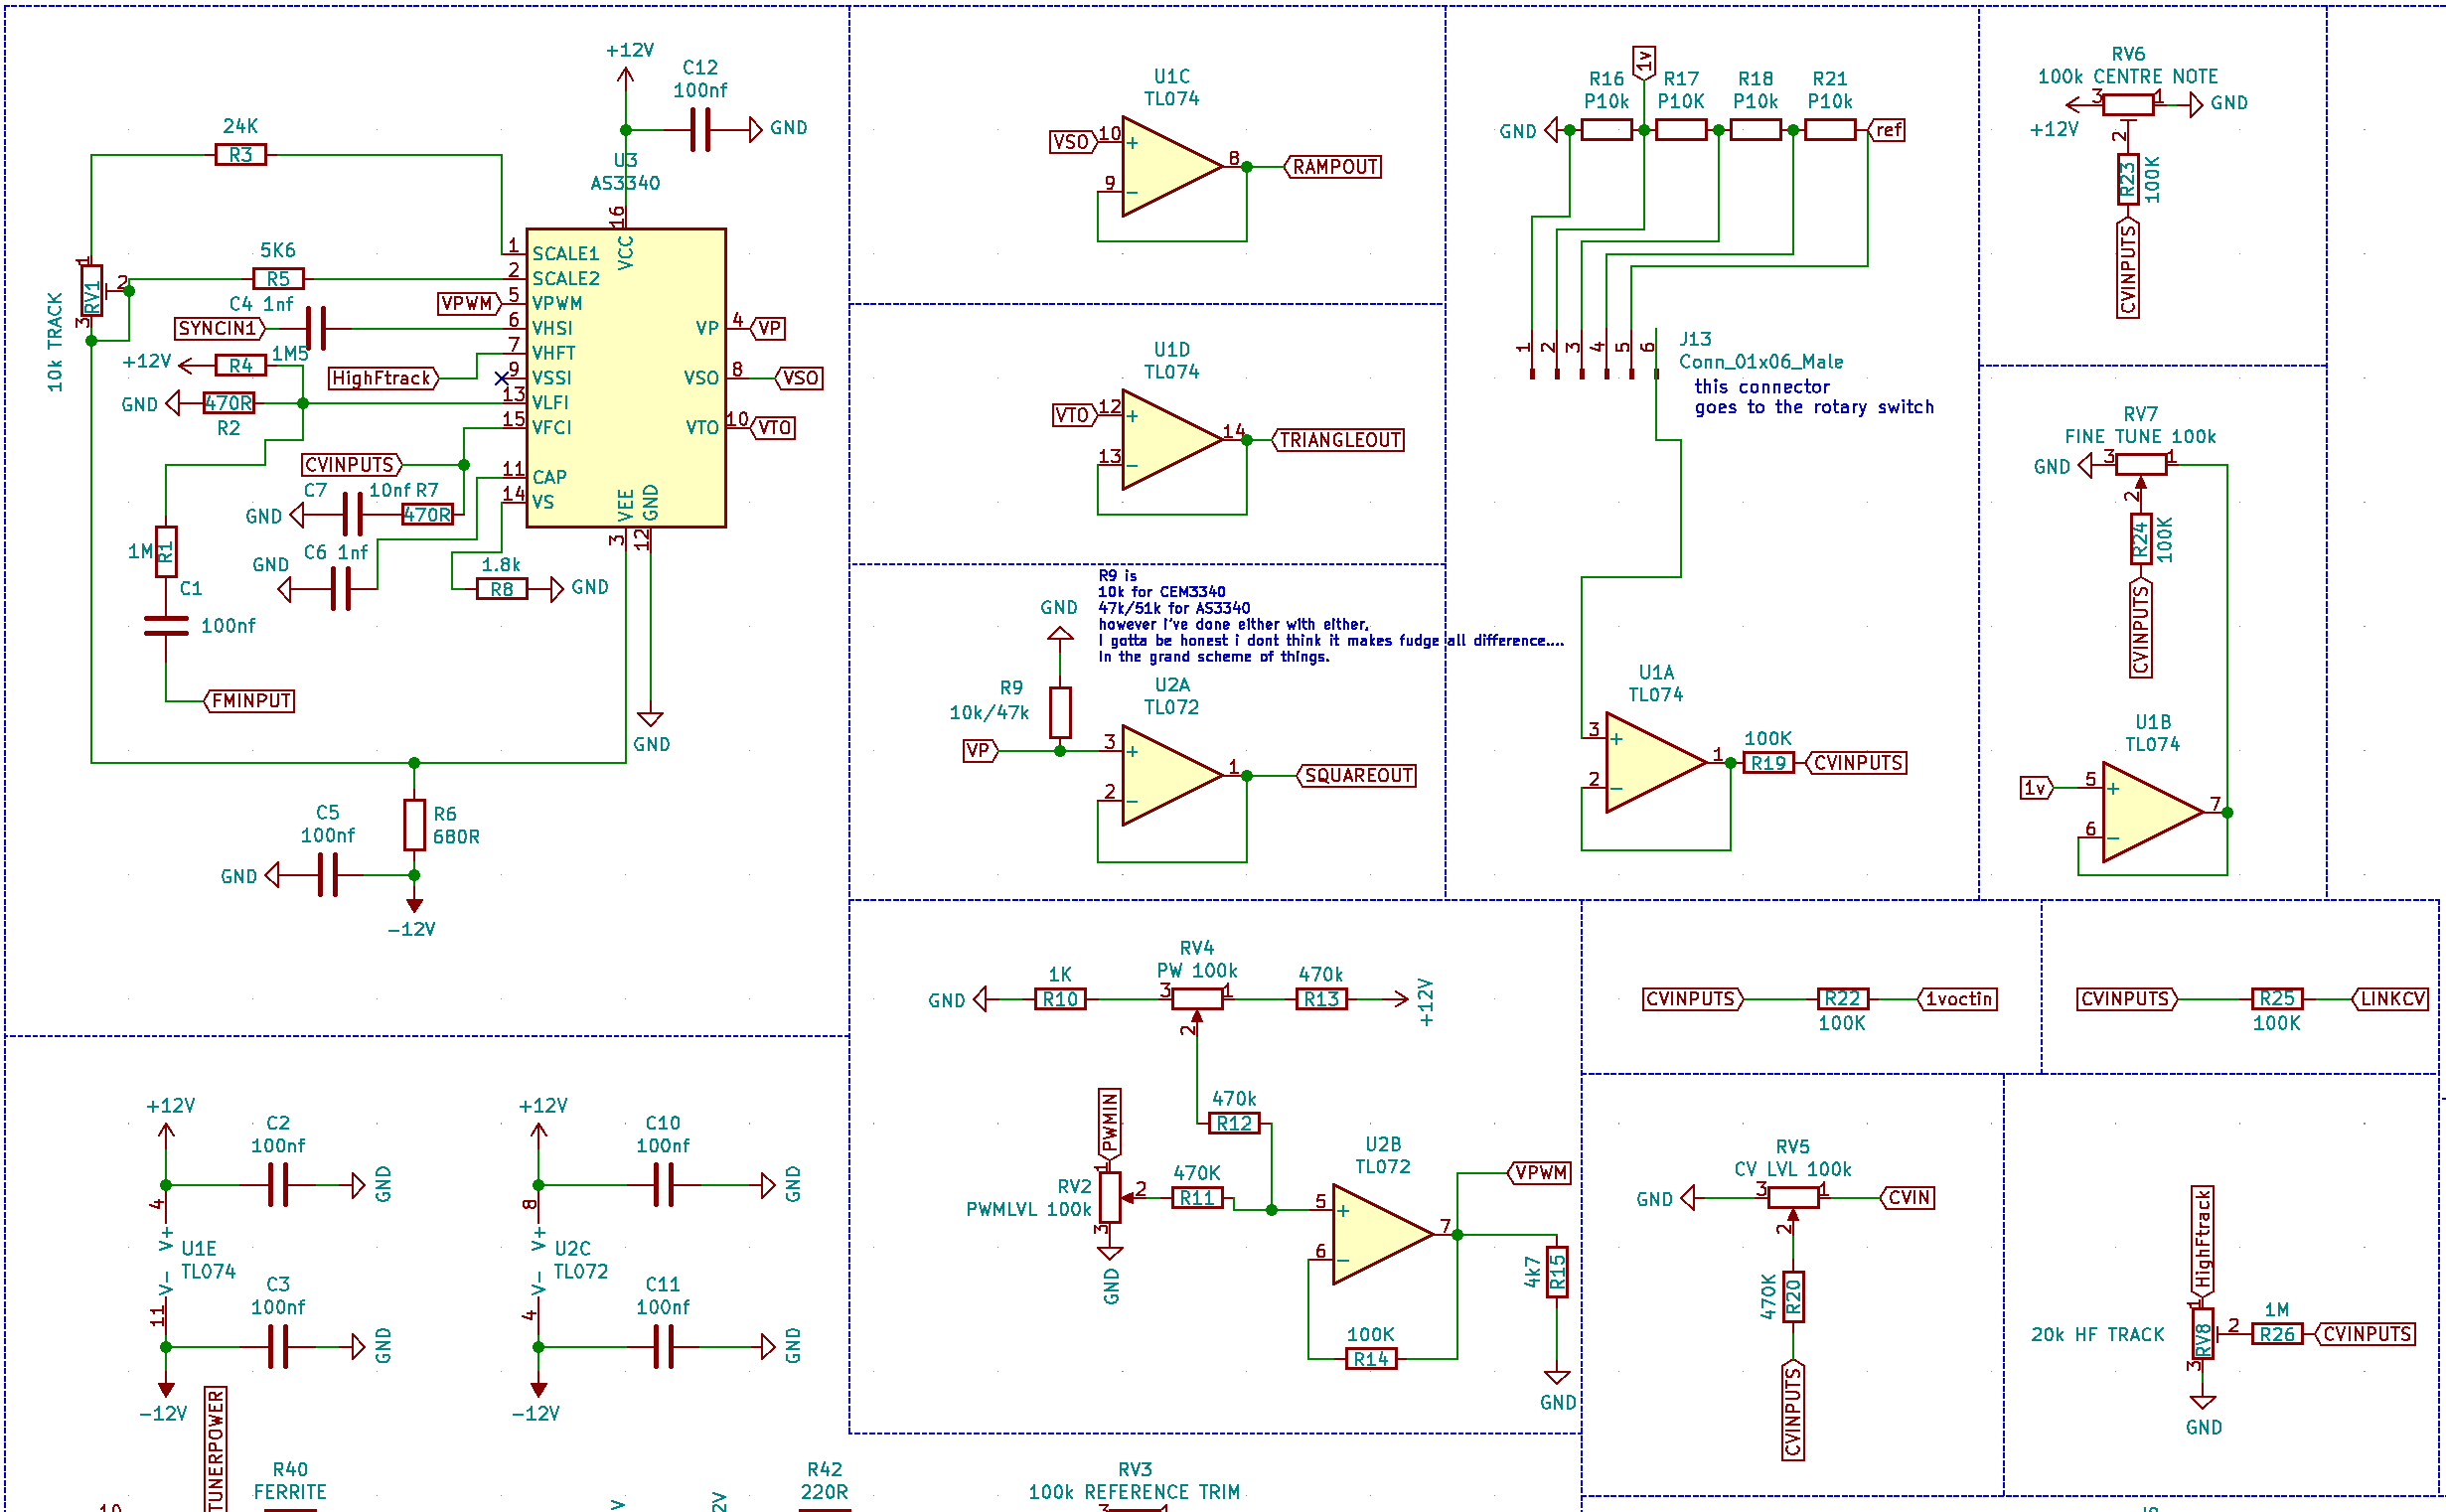 +12V
C12
100nf
GND
24K
R3
U3
AS3340
16
VCC
1
SCALE1
5K6
R5
2
SCALE2
1
RV1
2
3
10k TRACK
C4 1nf
VPWM
5
VPWM
SYNCIN1
6
VHSI
VP
4
VP
+12V
R4
1M5
7
VHFT
HighFtrack
9
VSSI
VSO
8
VSO
GND
470R
R2
13
VLFI
15
VFCI
VTO
10
VTO
CVINPUTS
11
CAP
C7
10nf
R7
470R
GND
14
VS
VEE
GND
3
12
1M
R1
C6 1nf
GND
1.8k
R8
GND
C1
100nf
FMINPUT
GND
C5
100nf
R6
680R
GND
-12V
U1C
TL074
VSO
10
+
9
-
8
RAMPOUT
U1D
TL074
VTO
12
+
13
-
14
TRIANGLEOUT
R9 is
10k for CEM3340
47k/51k for AS3340
however i've done either with either,
i gotta be honest i dont think it makes fudge all difference....
in the grand scheme of things.
GND
R9
10k/47k
U2A
TL072
VP
3
+
2
-
1
SQUAREOUT
1v
R16
P10k
R17
P10K
R18
P10k
R21
P10k
GND
ref
1
2
3
4
5
6
J13
Conn_01x06_Male
this connector
goes to the rotary switch
U1A
TL074
3
+
2
-
1
100K
R19
CVINPUTS
RV6
100k CENTRE NOTE
3
1
GND
+12V
2
R23
100K
CVINPUTS
RV7
FINE TUNE 100k
GND
3
1
2
R24
100K
CVINPUTS
U1B
TL074
1v
5
+
6
-
7
RV4
PW 100k
GND
1K
R10
3
1
470k
R13
+12V
2
470k
R12
PWMIN
1
RV2
PWMLVL 100k
2
3
GND
470K
R11
U2B
TL072
5
+
6
-
7
VPWM
4k7
R15
100K
R14
GND
CVINPUTS
R22
100K
1voctin
CVINPUTS
R25
100K
LINKCV
RV5
CV LVL 100k
GND
3
1
CVIN
2
470K
R20
CVINPUTS
HighFtrack
1
20k HF TRACK
RV8
2
1M
R26
CVINPUTS
3
GND
+12V
C2
100nf
GND
4
V+
U1E
TL074
V-
11
C3
100nf
GND
-12V
+12V
C10
100nf
GND
8
V+
U2C
TL072
V-
4
C11
100nf
GND
-12V
TUNERPOWER
R40
FERRITE
R42
220R
RV3
100k REFERENCE TRIM
3
1